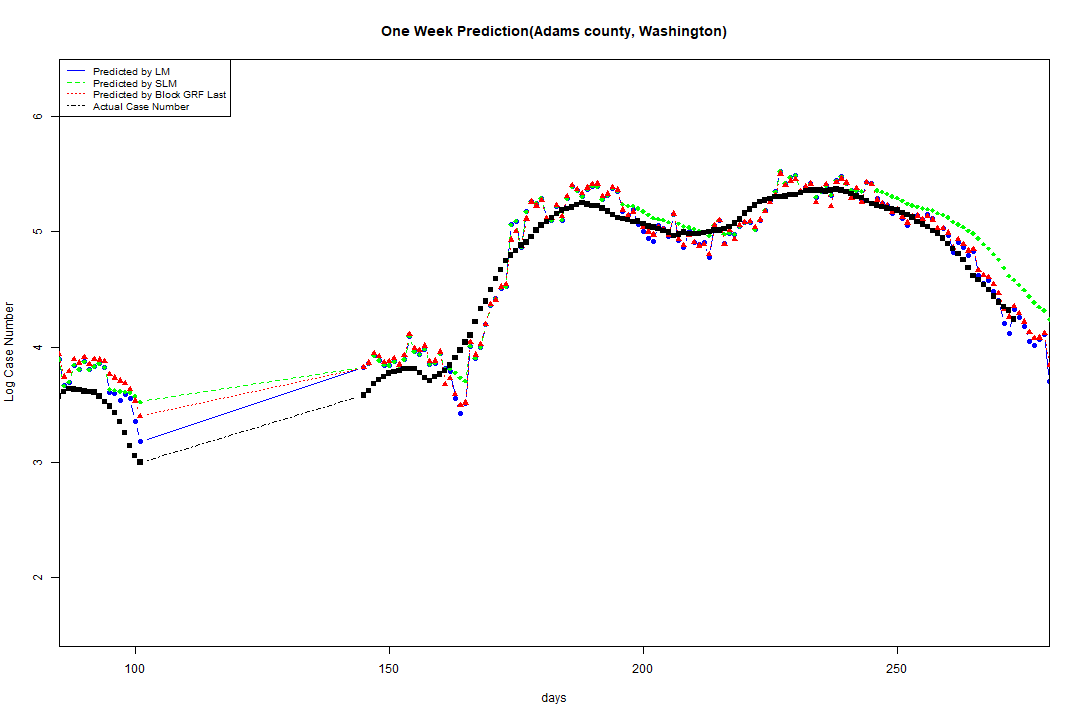 One Week Prediction(Adams county, Washington)
Predicted by LM
Predicted by SLM
Predicted by Block GRF Last
Actual Case Number
Log Case Number
6
5
4
3
2
100
150
200
250
days